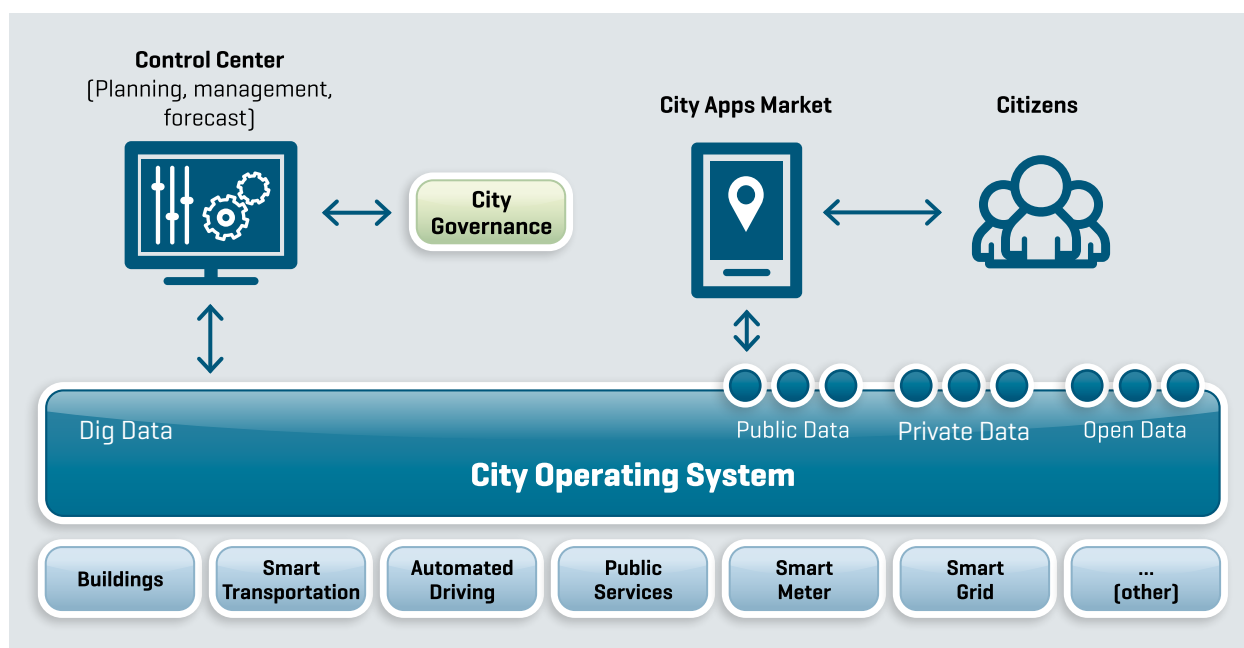 Control Center
(Planning, management,
forecast)
City Apps Market
Citizens
City
Governance
Dig Data
Public Data
Private Data
Open Data
City Operating System
Buildings
Smart
Transportation
Automated
Driving
Public
Services
Smart
Meter
Smart
Grid
...
(other)